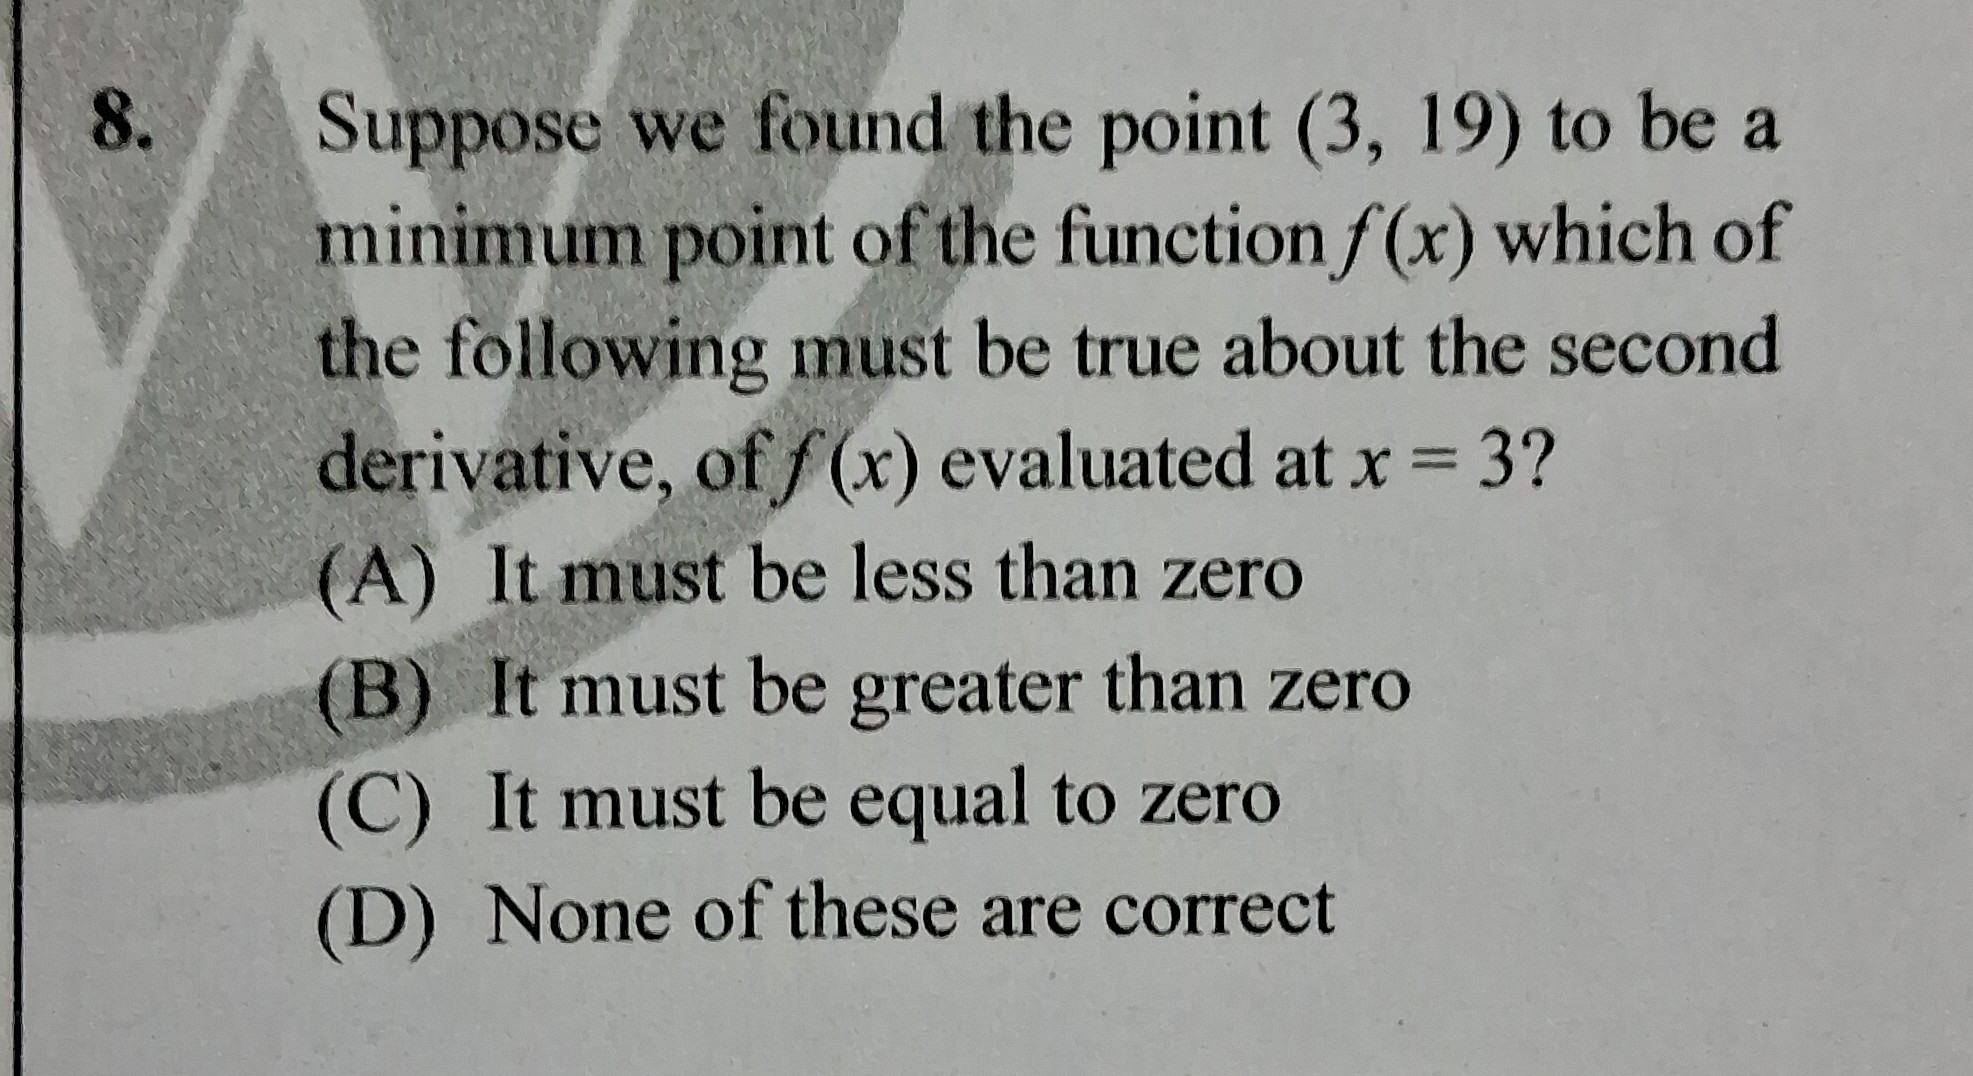 8. Suppose we found the point (3, 19) to be a
minimum point of the function f (x) which of
the following must be true about the second
derivative, of f (x) evaluated at x = 3?
(A) It must be less than zero
(B) It must be greater than zero
(C) It must be equal to zero
(D) None of these are correct